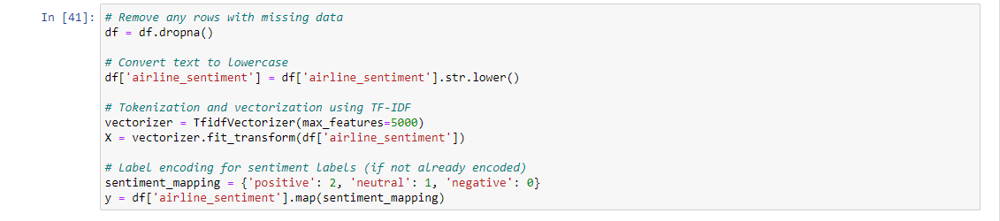 In [41]: # Remove any rows with missing data
df = df.dropna()
# Convert text to lowercase
df['airline_sentiment'] = df['airline_sentiment'].str.lower()
# Tokenization and vectorization using TF-IDF
vectorizer = TfidfVectorizer(max_features=5000)
X = vectorizer.fit_transform(df['airline_sentiment'])
# Label encoding for sentiment labels (if not already encoded)
sentiment_mapping = {'positive': 2, 'neutral': 1, 'negative': 0}
y = df['airline_sentiment'].map(sentiment_mapping)